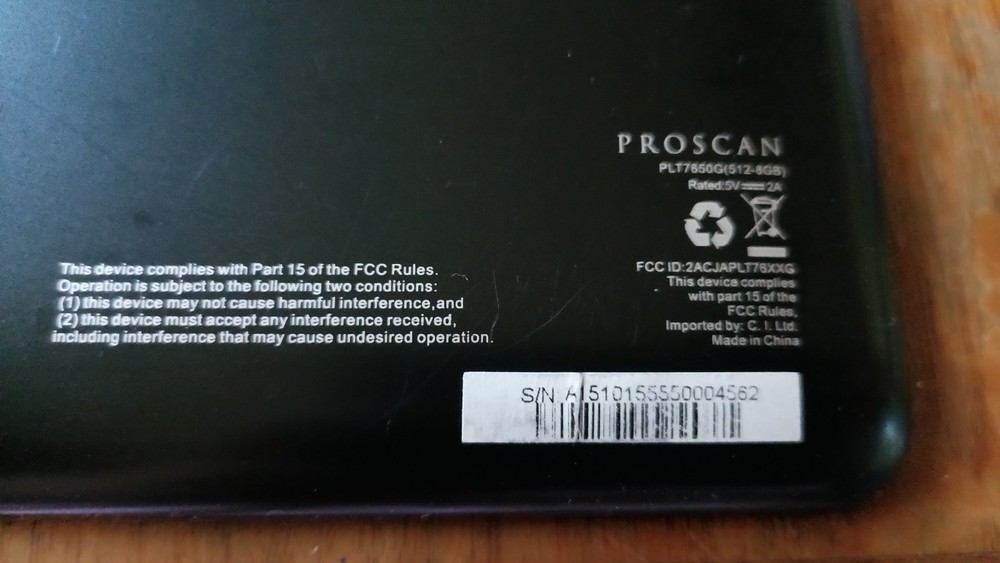 PROSCAN
PLT7650G(512-8GB)
Rated:5V⎓2A
FCC ID:2ACJAPLT76XXG
This device complies
with part 15 of the
FCC Rules,
Imported by: C. I. Ltd.
Made in China
This device complies with Part 15 of the FCC Rules.
Operation is subject to the following two conditions:
(1) this device may not cause harmful interference,and
(2) this device must accept any interference received,
including interference that may cause undesired operation.
S/N: A1510155550004562